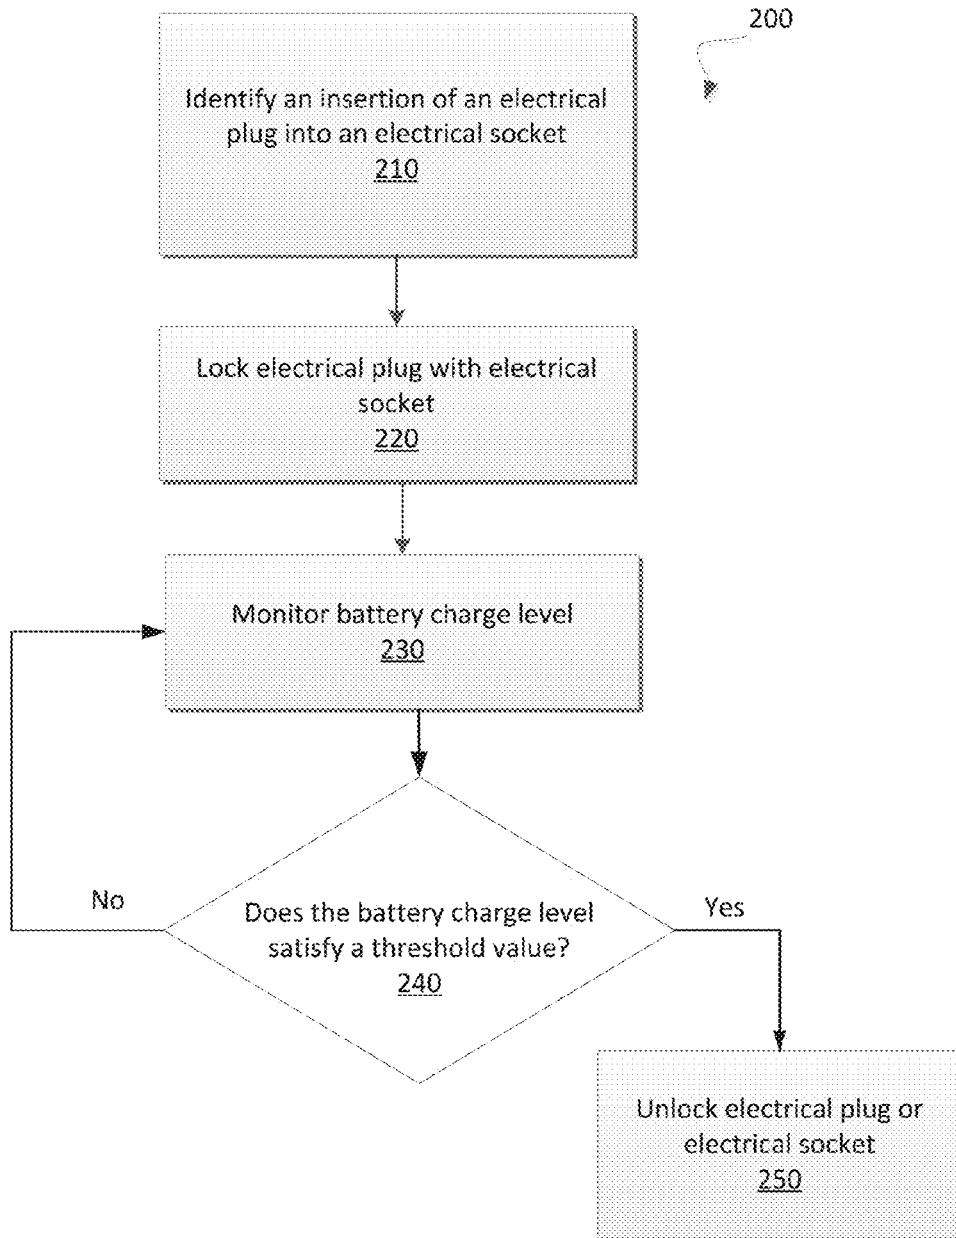 200
Identify an insertion of an electrical
plug into an electrical socket
210
Lock electrical plug with electrical
socket
220
Monitor battery charge level
230
No
Yes
Does the battery charge level
satisfy a threshold value?
240
Unlock electrical plug or
electrical socket
250